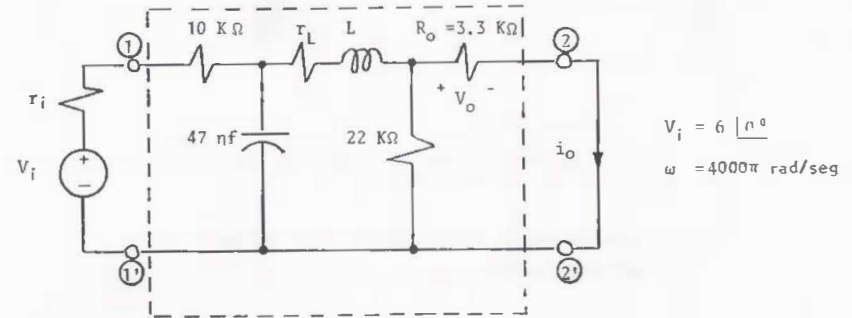 10 KΩ
r_L
L
R_o = 3.3 KΩ
①
②
+ V_o -
r_i
47 ηf
22 KΩ
V_i
+
-
i_o
①'
②'
V_i = 6 |0°
ω = 4000π rad/seg